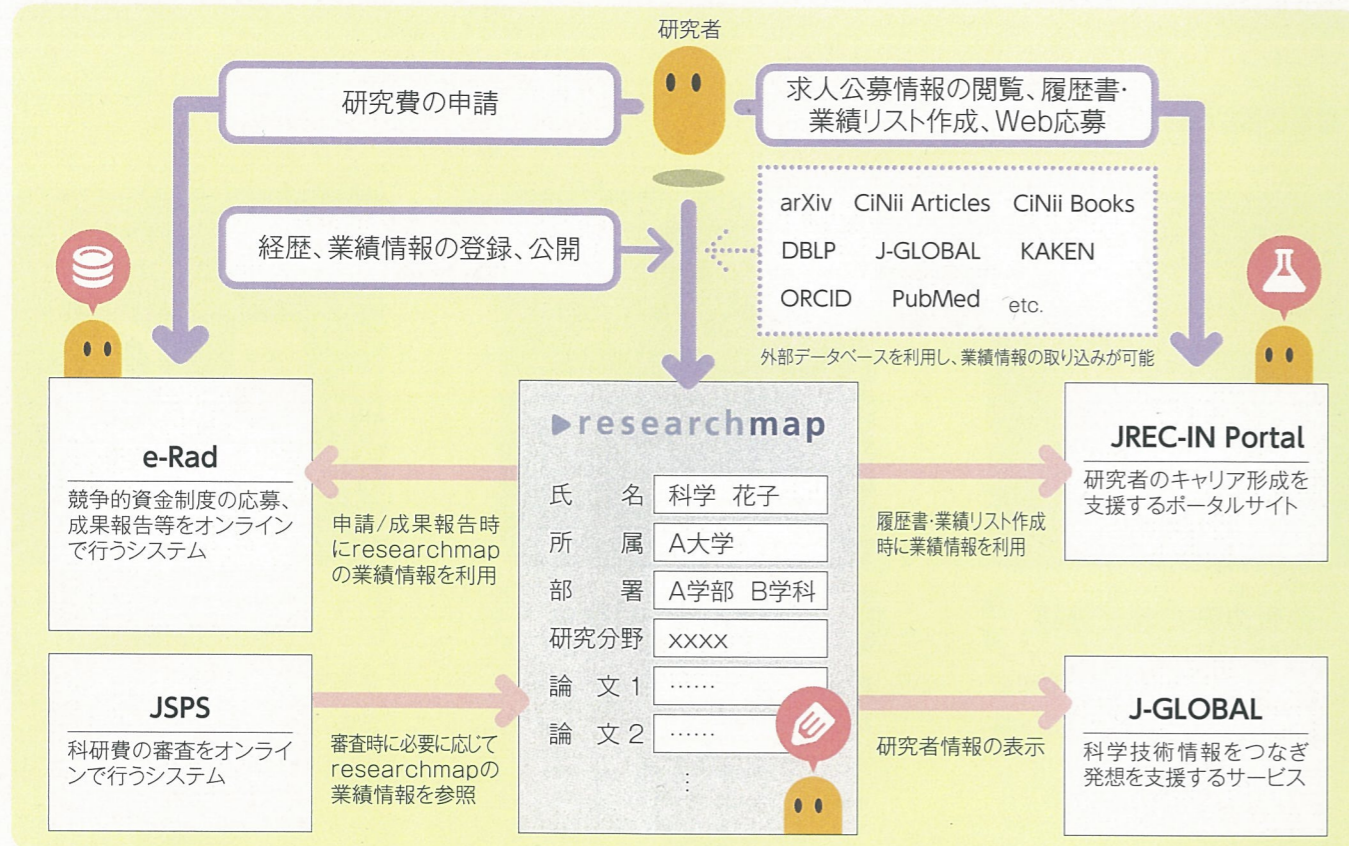 研究者
研究費の申請
求人公募情報の閲覧、履歴書・
業績リスト作成、Web応募
経歴、業績情報の登録、公開
arXiv CiNii Articles CiNii Books
DBLP J-GLOBAL KAKEN
ORCID PubMed etc.
外部データベースを利用し、業績情報の取り込みが可能
e-Rad
競争的資金制度の応募、
成果報告等をオンライン
で行うシステム
申請/成果報告時
にresearchmap
の業績情報を利用
JSPS
科研費の審査をオンライ
ンで行うシステム
審査時に必要に応じて
researchmapの
業績情報を参照
researchmap
氏 名 科学 花子
所 属 A大学
部 署 A学部 B学科
研究分野 xxxx
論 文 1 ……
論 文 2 ……
⋮
履歴書・業績リスト作成
時に業績情報を利用
JREC-IN Portal
研究者のキャリア形成を
支援するポータルサイト
研究者情報の表示
J-GLOBAL
科学技術情報をつなぎ
発想を支援するサービス